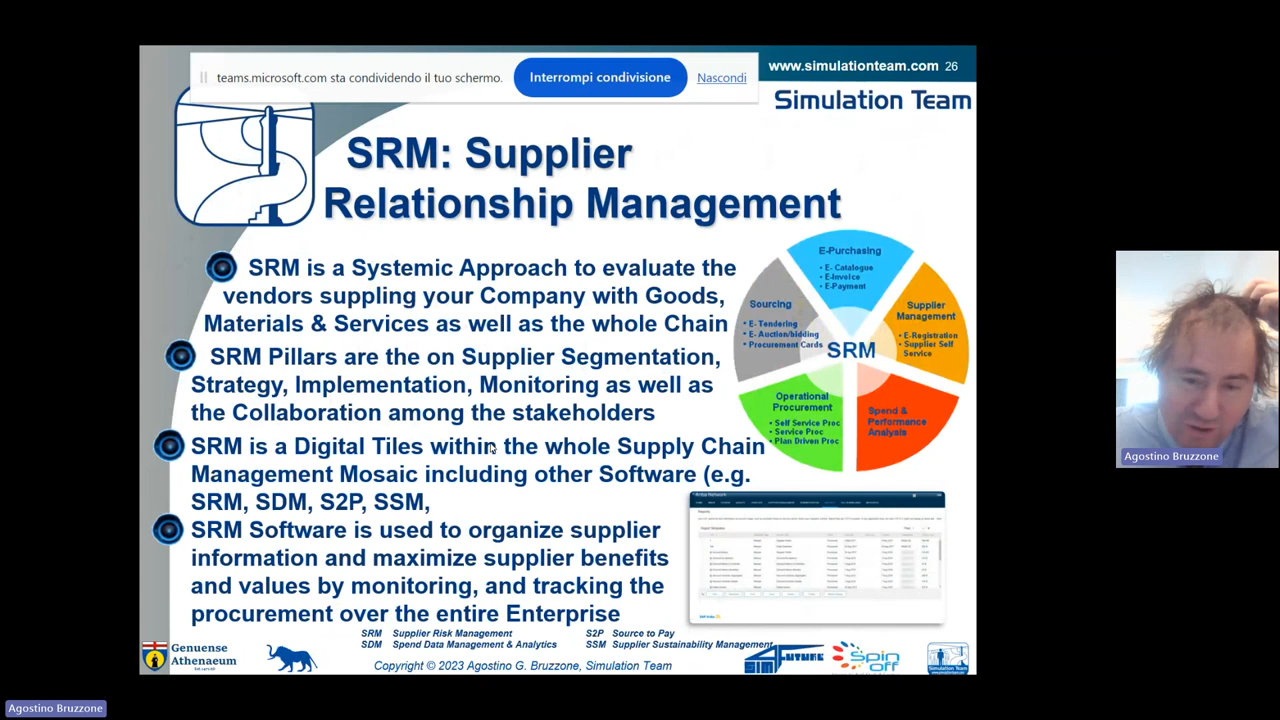 teams.microsoft.com sta condividendo il tuo schermo.
Interrompi condivisione
Nascondi
www.simulationteam.com 26
Simulation Team
SRM: Supplier
Relationship Management
SRM is a Systemic Approach to evaluate the
vendors suppling your Company with Goods,
Materials & Services as well as the whole Chain
SRM Pillars are the on Supplier Segmentation,
Strategy, Implementation, Monitoring as well as
the Collaboration among the stakeholders
SRM is a Digital Tiles within the whole Supply Chain
Management Mosaic including other Software (e.g.
SRM, SDM, S2P, SSM,
SRM Software is used to organize supplier
information and maximize supplier benefits
and values by monitoring, and tracking the
procurement over the entire Enterprise
E-Purchasing
• E- Catalogue
• E-Invoice
• E-Payment
Supplier
Management
• E-Registration
• Supplier Self
Service
Spend &
Performance
Analysis
Operational
Procurement
• Self Service Proc
• Service Proc
• Plan Driven Proc
Sourcing
• E- Tendering
• E- Auction/bidding
• Procurement Cards
SRM
SRM Supplier Risk Management
SDM Spend Data Management & Analytics
S2P Source to Pay
SSM Supplier Sustainability Management
Genuense
Athenaeum
Copyright © 2023 Agostino G. Bruzzone, Simulation Team
SIM FUTURE
Spin
off
Simulation Team
Agostino Bruzzone
Agostino Bruzzone